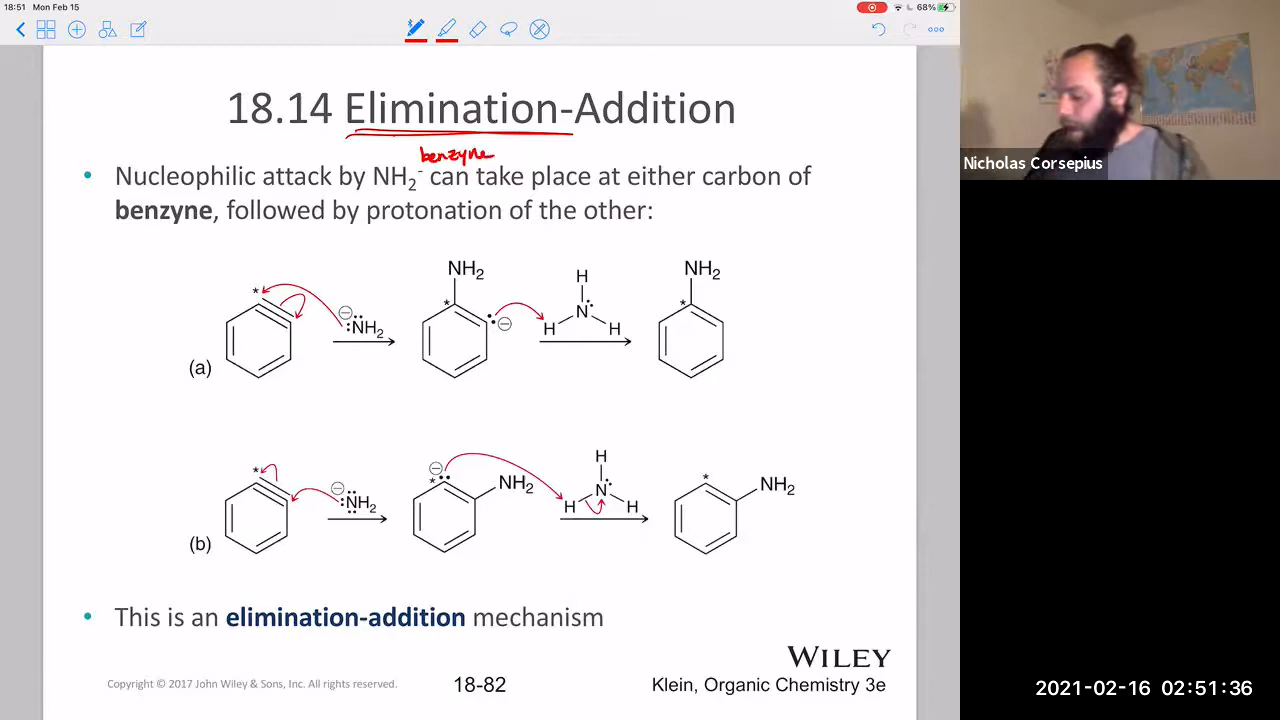 18:51 Mon Feb 15
68%
18.14 Elimination-Addition
benzyne
• Nucleophilic attack by NH2- can take place at either carbon of
benzyne, followed by protonation of the other:
* ⊖ :NH2
NH2 * ⊖
H N H H
NH2 *
(a)
* ⊖ :NH2
⊖ * NH2
H N H H
* NH2
(b)
• This is an elimination-addition mechanism
WILEY
Copyright © 2017 John Wiley & Sons, Inc. All rights reserved.
18-82
Klein, Organic Chemistry 3e
Nicholas Corsepius
2021-02-16 02:51:36